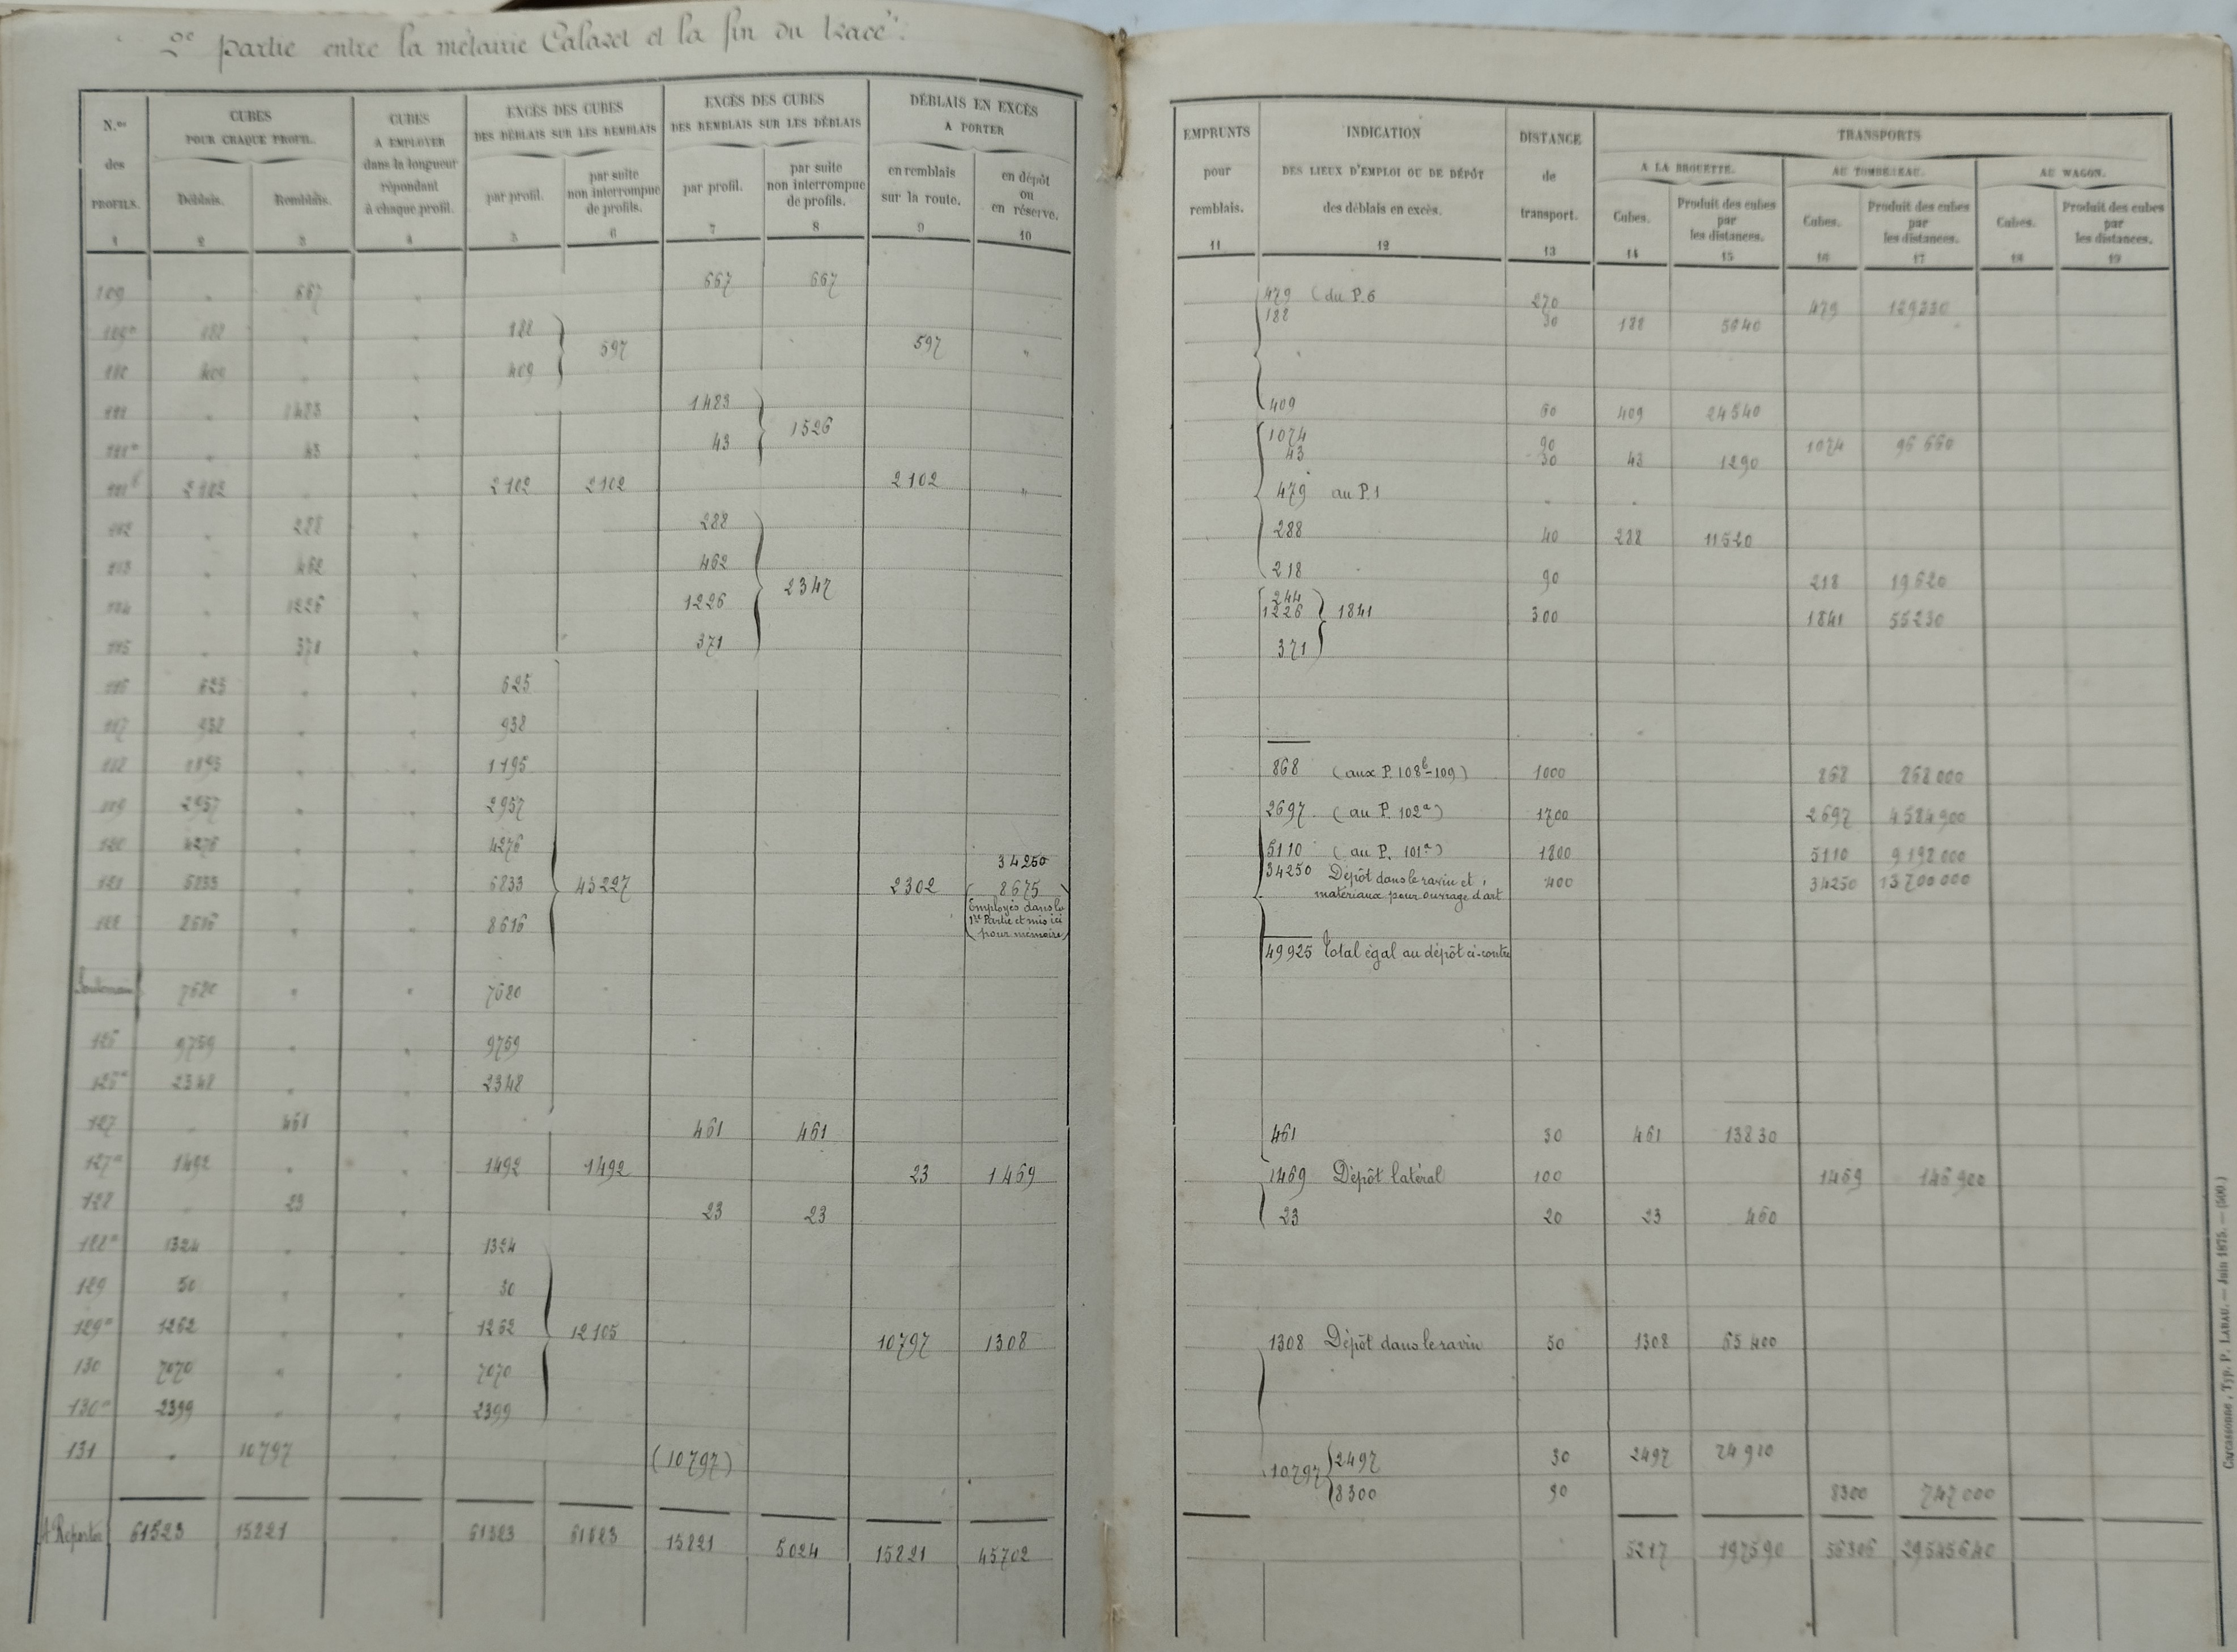 2e partie entre la métairie Calavet et la fin du tracé.
N.os des PROFILS. 1
CUBES POUR CHAQUE PROFIL.
Déblais. 2
Remblais. 3
CUBES A EMPLOYER dans la longueur répondant à chaque profil. 4
EXCÈS DES CUBES DES DÉBLAIS SUR LES REMBLAIS
par profil. 5
par suite non interrompue de profils. 6
EXCÈS DES CUBES DES REMBLAIS SUR LES DÉBLAIS
par profil. 7
par suite non interrompue de profils. 8
DÉBLAIS EN EXCÈS A PORTER
en remblais sur la route. 9
en dépôt ou en réserve. 10
109 " 667 " 667 667
109a 188 " " 188
597 597 "
110 409 " " 409
111 " 1483 " 1483
1526
111a " 43 " 43
111b 2102 " " 2102 2102 2102 "
112 " 288 " 288
113 " 462 " 462
2347
114 " 1226 " 1226
115 " 371 " 371
116 625 " " 625
117 938 " " 938
118 1195 " " 1195
119 2957 " " 2957
120 4276 " " 4276
34250
121 6233 " " 6233 45227 2302 8675
Employés dans la 1re Partie et mis ici pour mémoire
122 8616 " " 8616
Souterrain 7680 " " 7680
126 9759 " " 9759
126a 2348 " " 2348
127 " 461 " 461 461
127a 1492 " " 1492 1492 23 1469
128 " 23 " 23 23
128a 1324 " " 1324
129 50 " " 50
129a 1262 " " 1262 12105 10797 1308
130 7070 " " 7070
130a 2399 " " 2399
131 " 10797 (10797)
A Reporter 61523 15821 " 61523 61523 15821 5024 15821 45702
EMPRUNTS pour remblais. 11
INDICATION DES LIEUX D'EMPLOI OU DE DÉPÔT des déblais en excès. 12
DISTANCE de transport. 13
TRANSPORTS
A LA BROUETTE.
Cubes. 14
Produit des cubes par les distances. 15
AU TOMBEREAU.
Cubes. 16
Produit des cubes par les distances. 17
AU WAGON.
Cubes. 18
Produit des cubes par les distances. 19
479 (du P. 6 270 479 129330
188 30 188 5640
409 60 409 24540
1074 90 1074 96660
43 30 43 1290
479 au P. 1
288 40 288 11520
218 90 218 19620
244
1226 1841 300 1841 55230
371
868 (aux P. 108b-109) 1000 868 868000
2697 (au P. 102a) 1700 2697 4584900
5110 (au P. 101a) 1800 5110 9198000
34250 Dépôt dans le ravin et 400 34250 13700000
matériaux pour ouvrage d'art
49925 Total égal au dépôt ci-contre
461 30 461 13830
1469 Dépôt latéral 100 1469 146900
23 20 23 460
1308 Dépôt dans le ravin 50 1308 65400
10797 2497 30 2497 74910
8300 90 8300 747000
5217 197590 56306 29545640
Carcassonne, Typ. P. LABAU. — Juin 1875. — (500.)